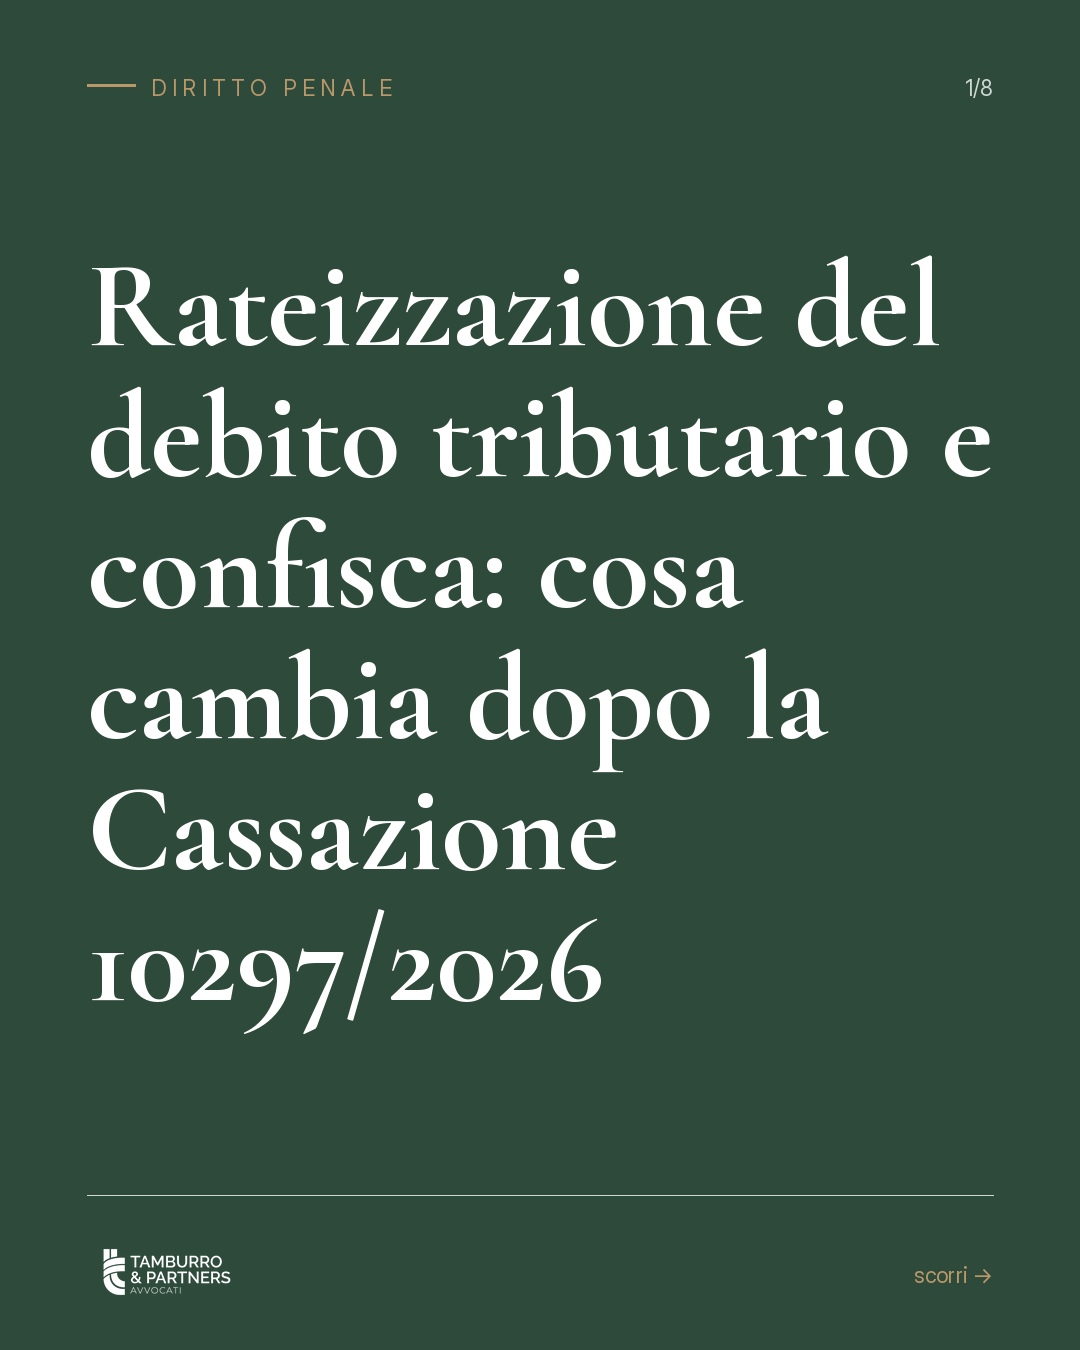 DIRITTO PENALE
1/8
Rateizzazione del
debito tributario e
confisca: cosa
cambia dopo la
Cassazione
10297/2026
TAMBURRO
& PARTNERS
AVVOCATI
scorri →